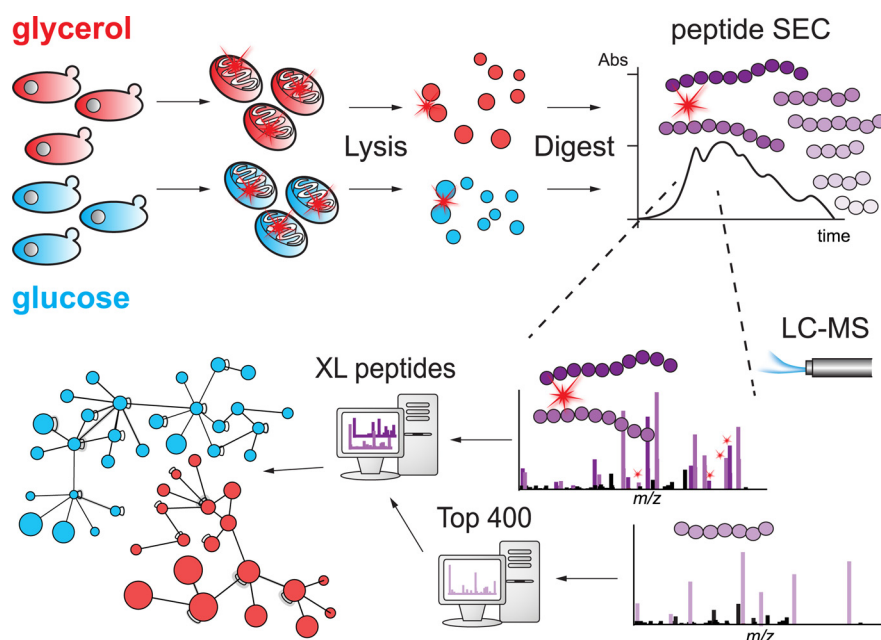 glycerol
peptide SEC
Abs
Lysis
Digest
time
glucose
LC-MS
XL peptides
m/z
Top 400
m/z